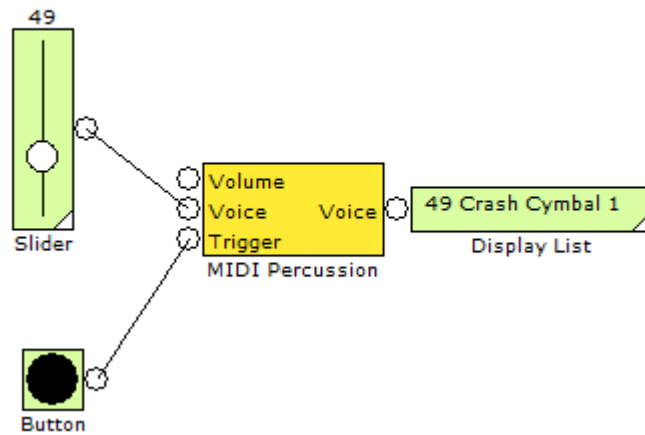 49
Slider
Volume
Voice Voice
Trigger
MIDI Percussion
49 Crash Cymbal 1
Display List
Button